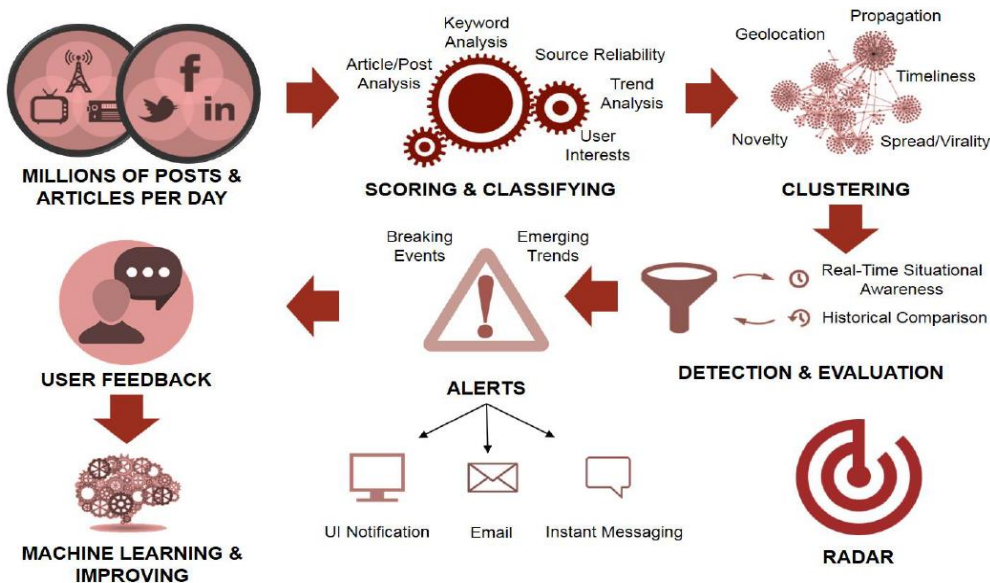 Keyword
Analysis
Article/Post
Analysis
Source Reliability
Trend
Analysis
User
Interests
Propagation
Geolocation
Timeliness
Novelty
Spread/Virality
f
in
MILLIONS OF POSTS &
ARTICLES PER DAY
SCORING & CLASSIFYING
CLUSTERING
Breaking
Events
Emerging
Trends
Real-Time Situational
Awareness
Historical Comparison
USER FEEDBACK
ALERTS
DETECTION & EVALUATION
UI Notification
Email
Instant Messaging
MACHINE LEARNING &
IMPROVING
RADAR